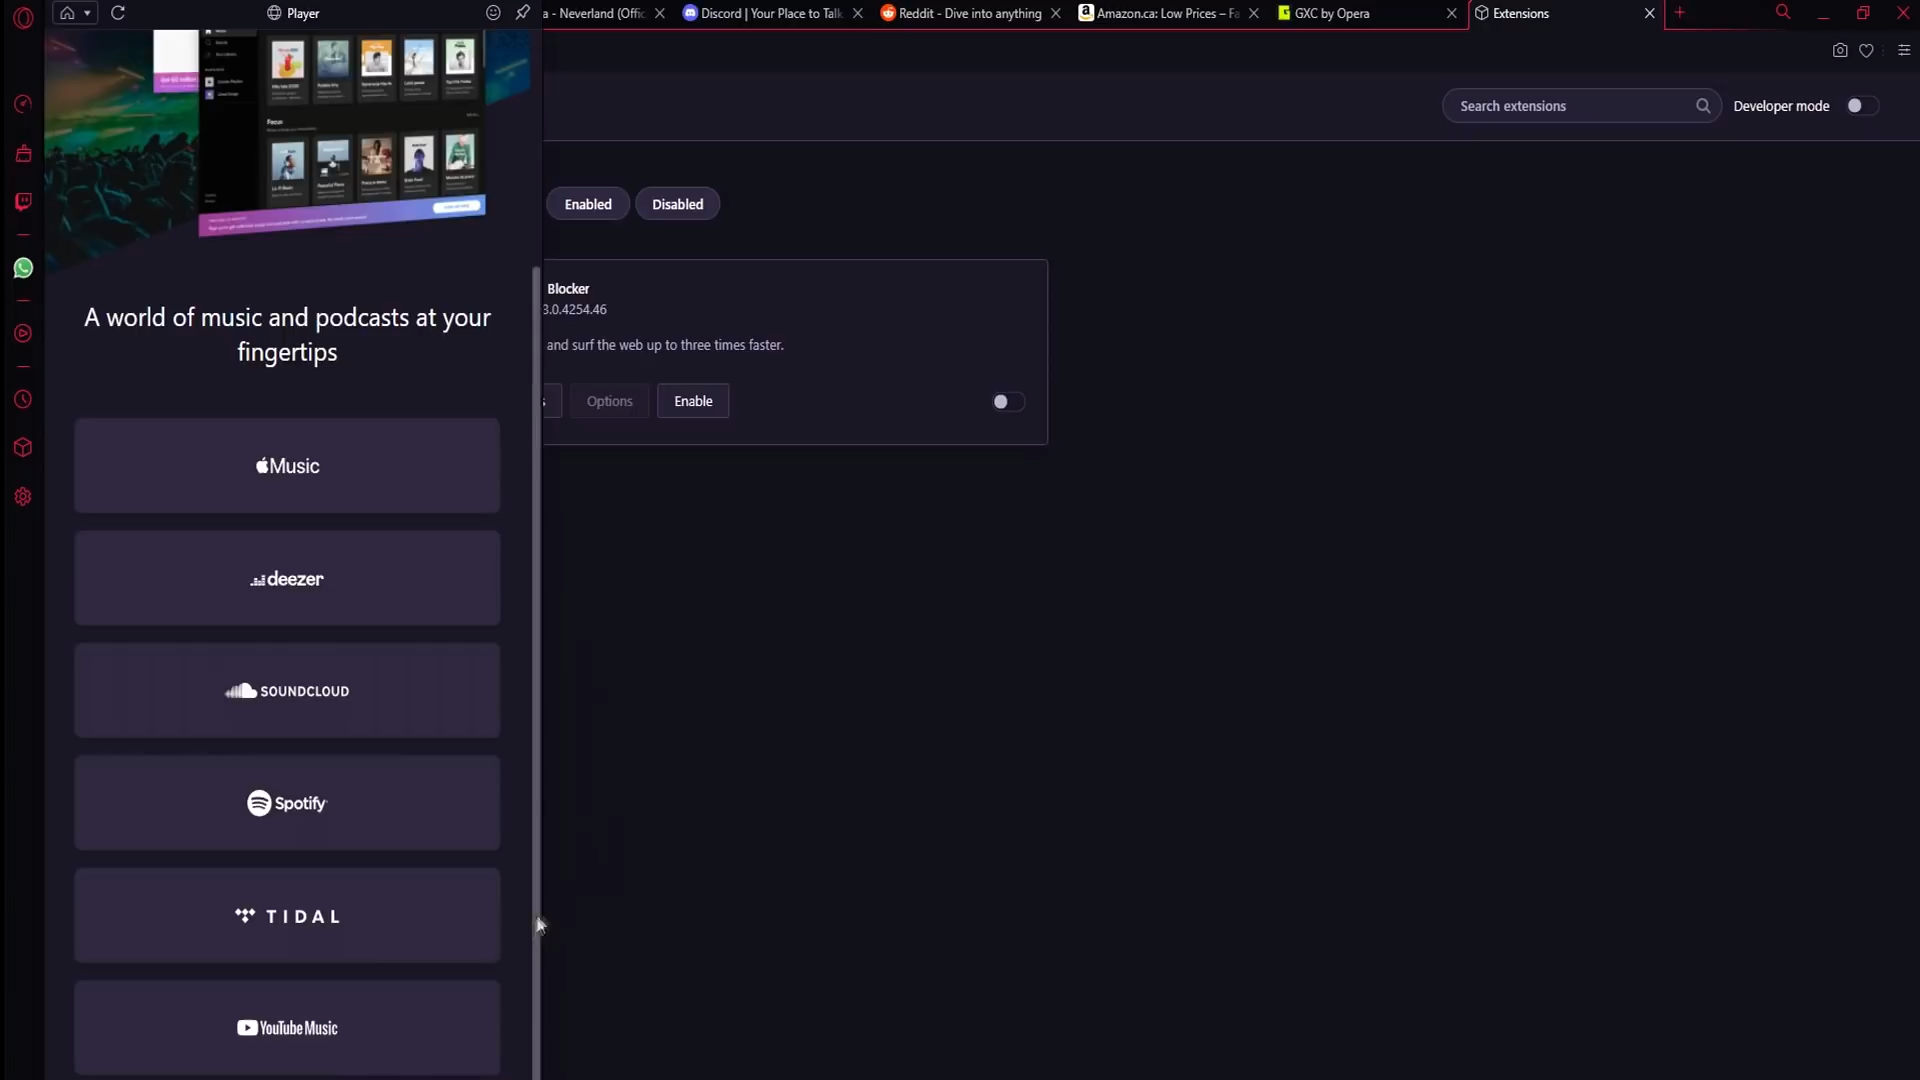 Player
a - Neverland (Offic
Discord | Your Place to Talk
Reddit - Dive into anything
Amazon.ca: Low Prices – Fa
GXC by Opera
Extensions
Search extensions
Developer mode
Enabled
Disabled
Focus
Blocker
3.0.4254.46
and surf the web up to three times faster.
s
Options
Enable
A world of music and podcasts at your
fingertips
Music
deezer
SOUNDCLOUD
Spotify
TIDAL
YouTube Music